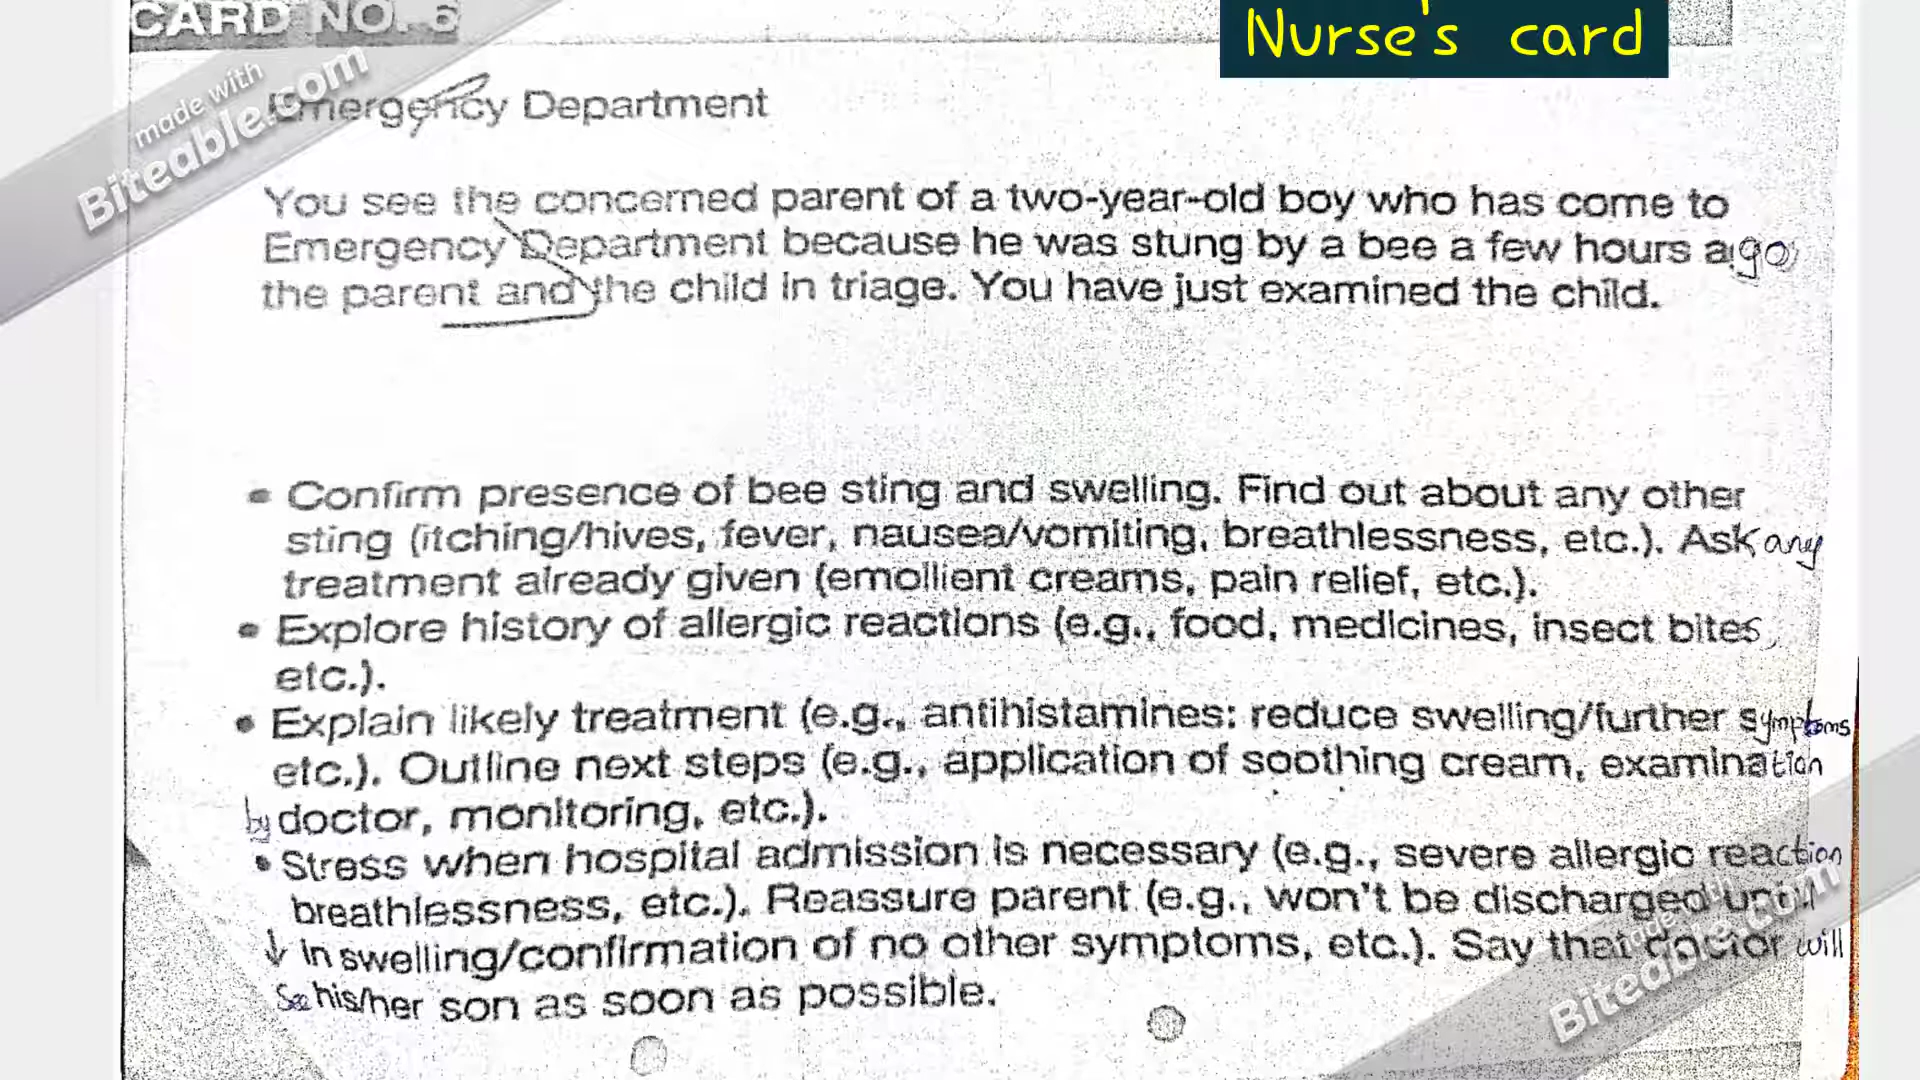 CARD NO. 6
Nurse's card
made with
Biteable.com
Emergency Department
You see the concerned parent of a two-year-old boy who has come to
Emergency Department because he was stung by a bee a few hours ago
the parent and the child in triage. You have just examined the child.
• Confirm presence of bee sting and swelling. Find out about any other
sting (itching/hives, fever, nausea/vomiting, breathlessness, etc.). Ask any
treatment already given (emollient creams, pain relief, etc.).
• Explore history of allergic reactions (e.g., food, medicines, insect bites,
etc.).
• Explain likely treatment (e.g., antihistamines: reduce swelling/further symptoms
etc.). Outline next steps (e.g., application of soothing cream, examination
by doctor, monitoring, etc.).
• Stress when hospital admission is necessary (e.g., severe allergic reaction
breathlessness, etc.). Reassure parent (e.g., won't be discharged until
↓ in swelling/confirmation of no other symptoms, etc.). Say that doctor will
See his/her son as soon as possible.
made with
Biteable.com